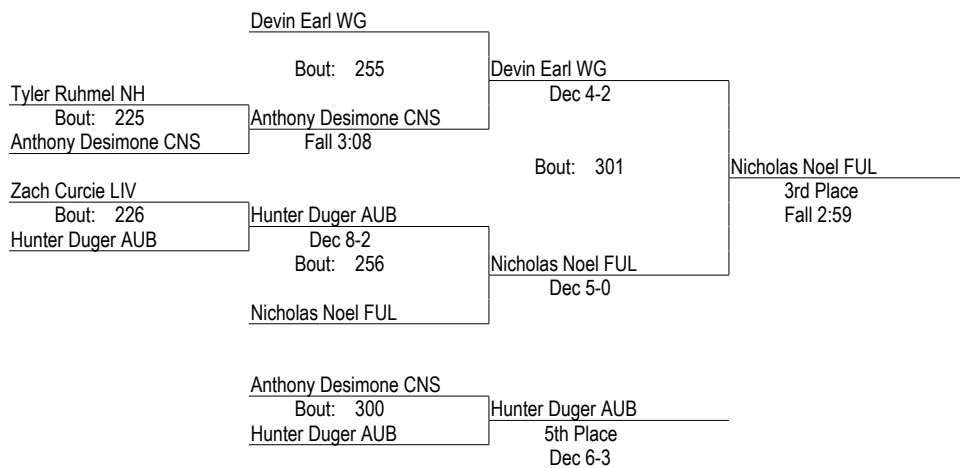 Devin Earl WG
Bout: 255
Devin Earl WG
Dec 4-2
Tyler Ruhmel NH
Bout: 225
Anthony Desimone CNS
Anthony Desimone CNS
Fall 3:08
Bout: 301
Nicholas Noel FUL
3rd Place
Fall 2:59
Zach Curcie LIV
Bout: 226
Hunter Duger AUB
Hunter Duger AUB
Dec 8-2
Bout: 256
Nicholas Noel FUL
Dec 5-0
Nicholas Noel FUL
Anthony Desimone CNS
Bout: 300
Hunter Duger AUB
Hunter Duger AUB
5th Place
Dec 6-3